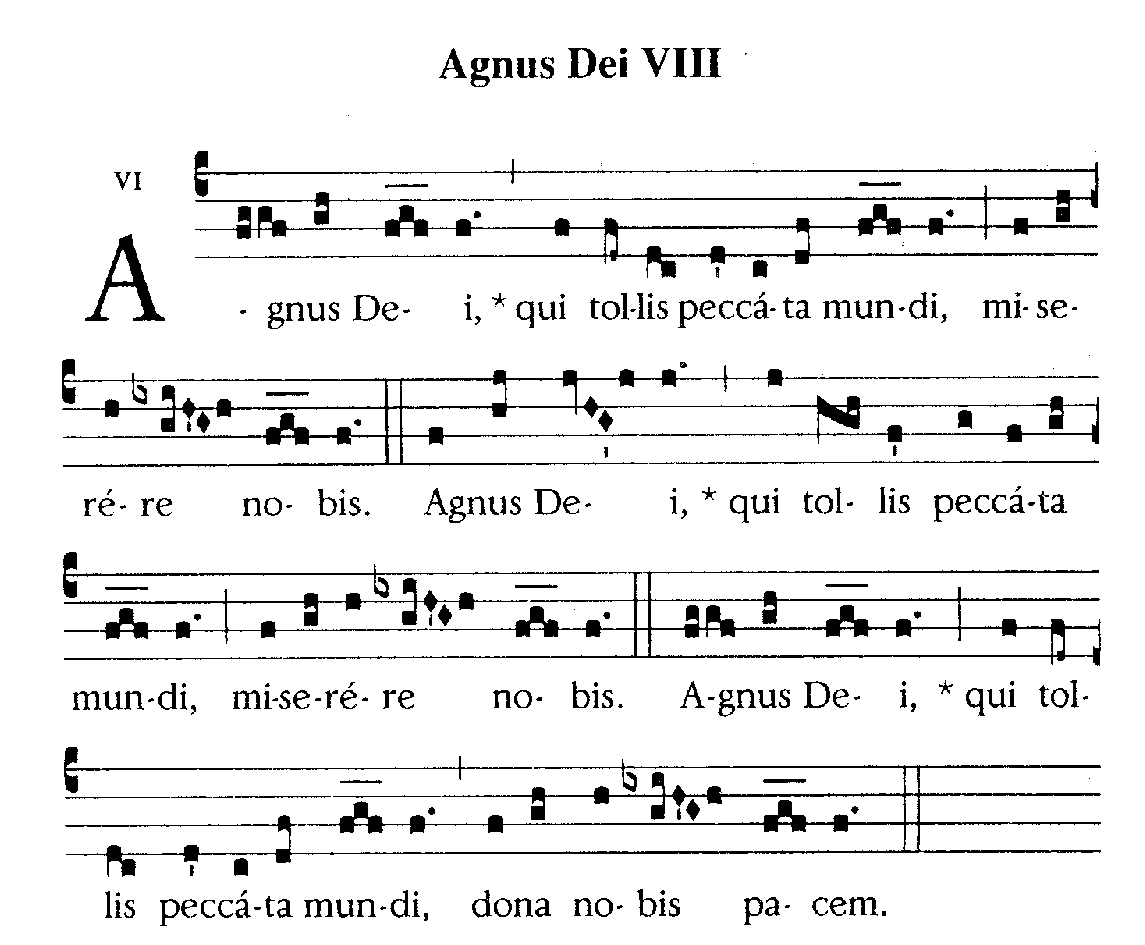 Agnus Dei VIII
VI
A - gnus De- i, * qui tol-lis peccá-ta mun-di, mi-se-
ré- re no- bis. Agnus De- i, * qui tol- lis peccá-ta
mun-di, mi-se-ré- re no- bis. A-gnus De- i, * qui tol-
lis peccá-ta mun-di, dona no- bis pa- cem.